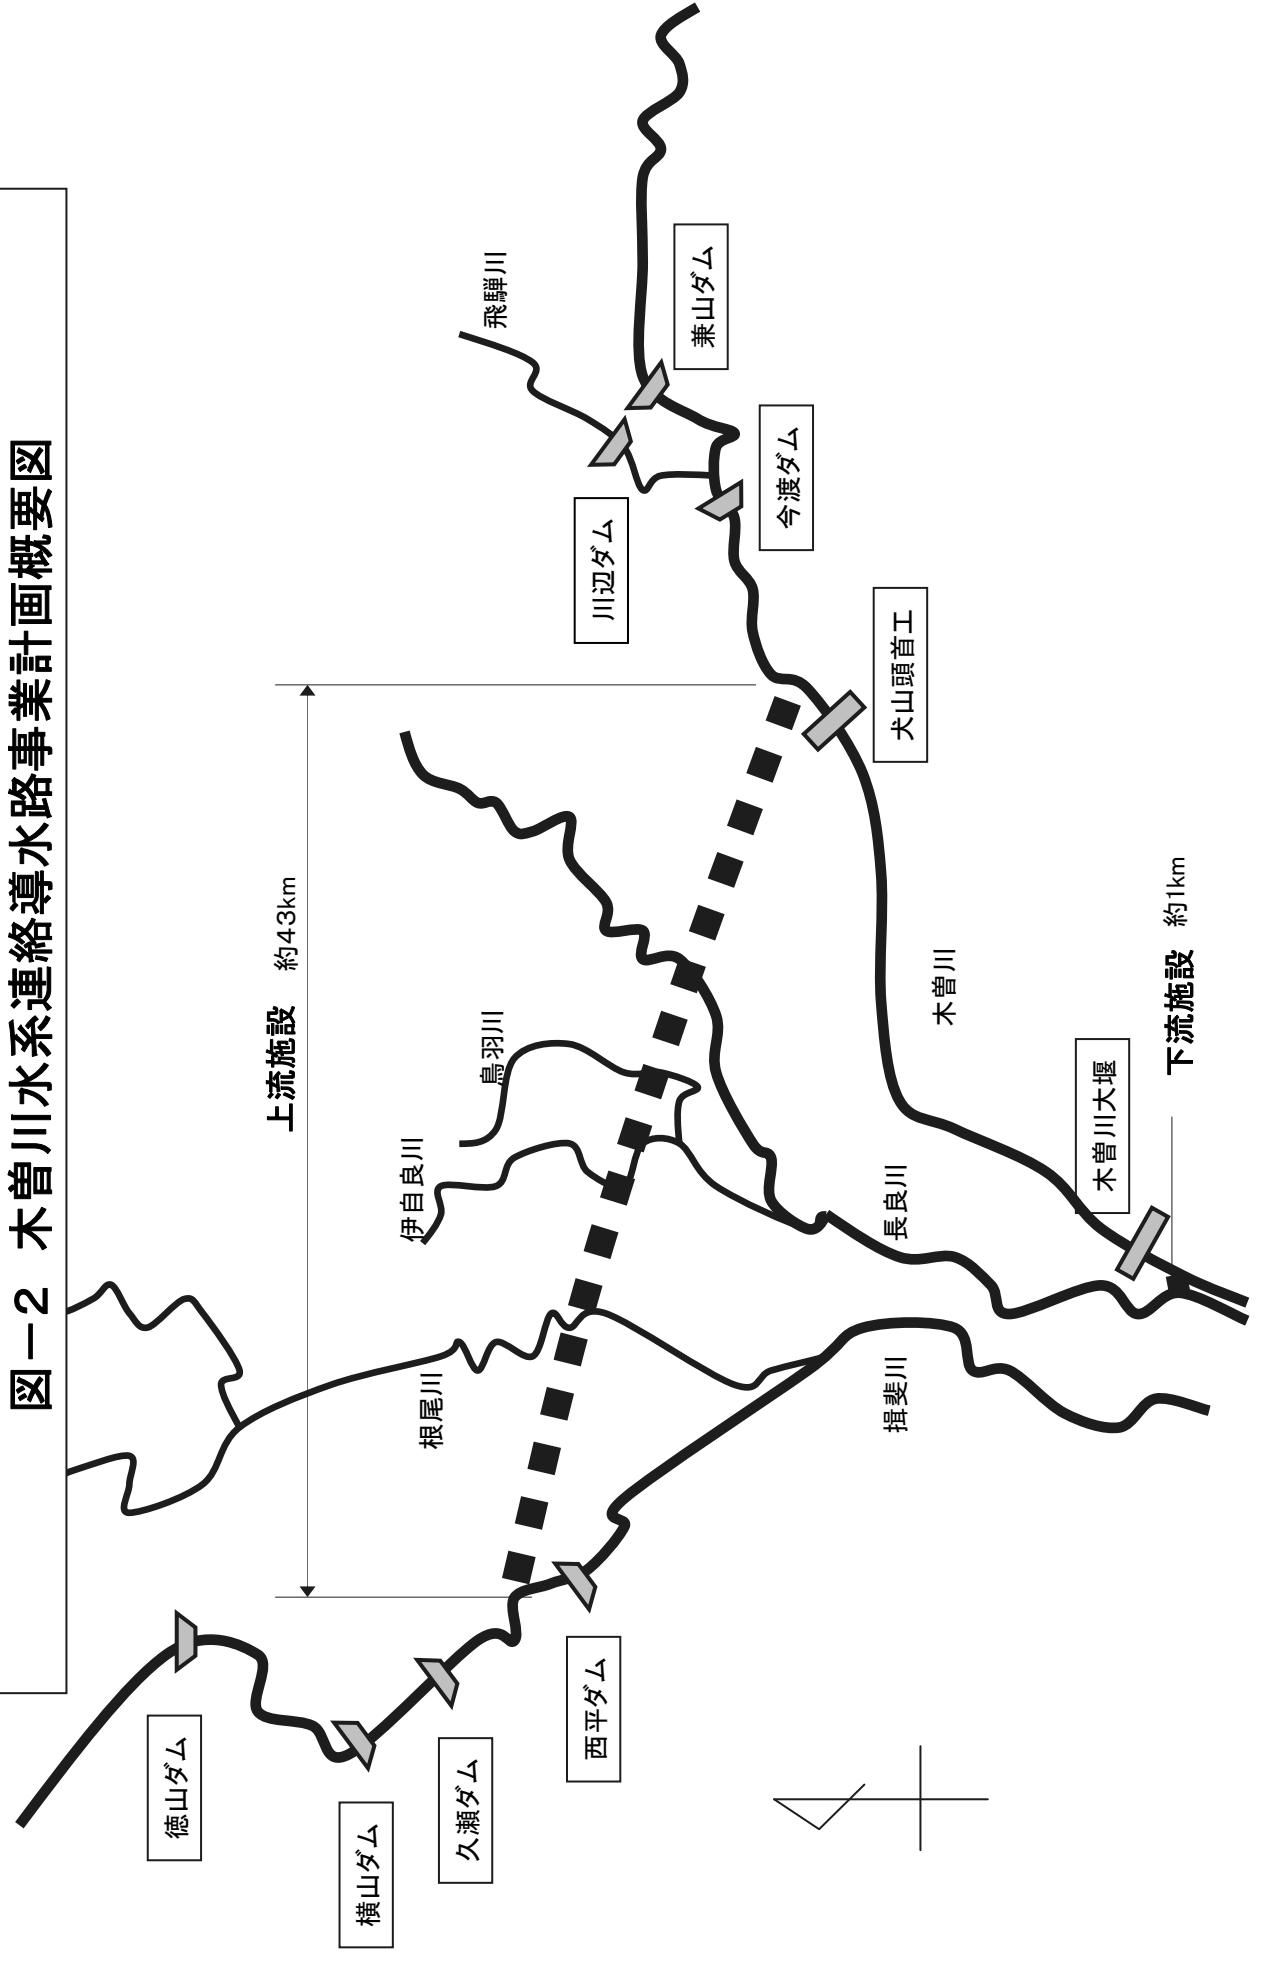 図－２　木曽川水系連絡導水路事業計画概要図
上流施設　約43km
徳山ダム
横山ダム
久瀬ダム
西平ダム
根尾川
伊自良川
鳥羽川
飛騨川
川辺ダム
兼山ダム
今渡ダム
犬山頭首工
揖斐川
長良川
木曽川
木曽川大堰
下流施設　約1km